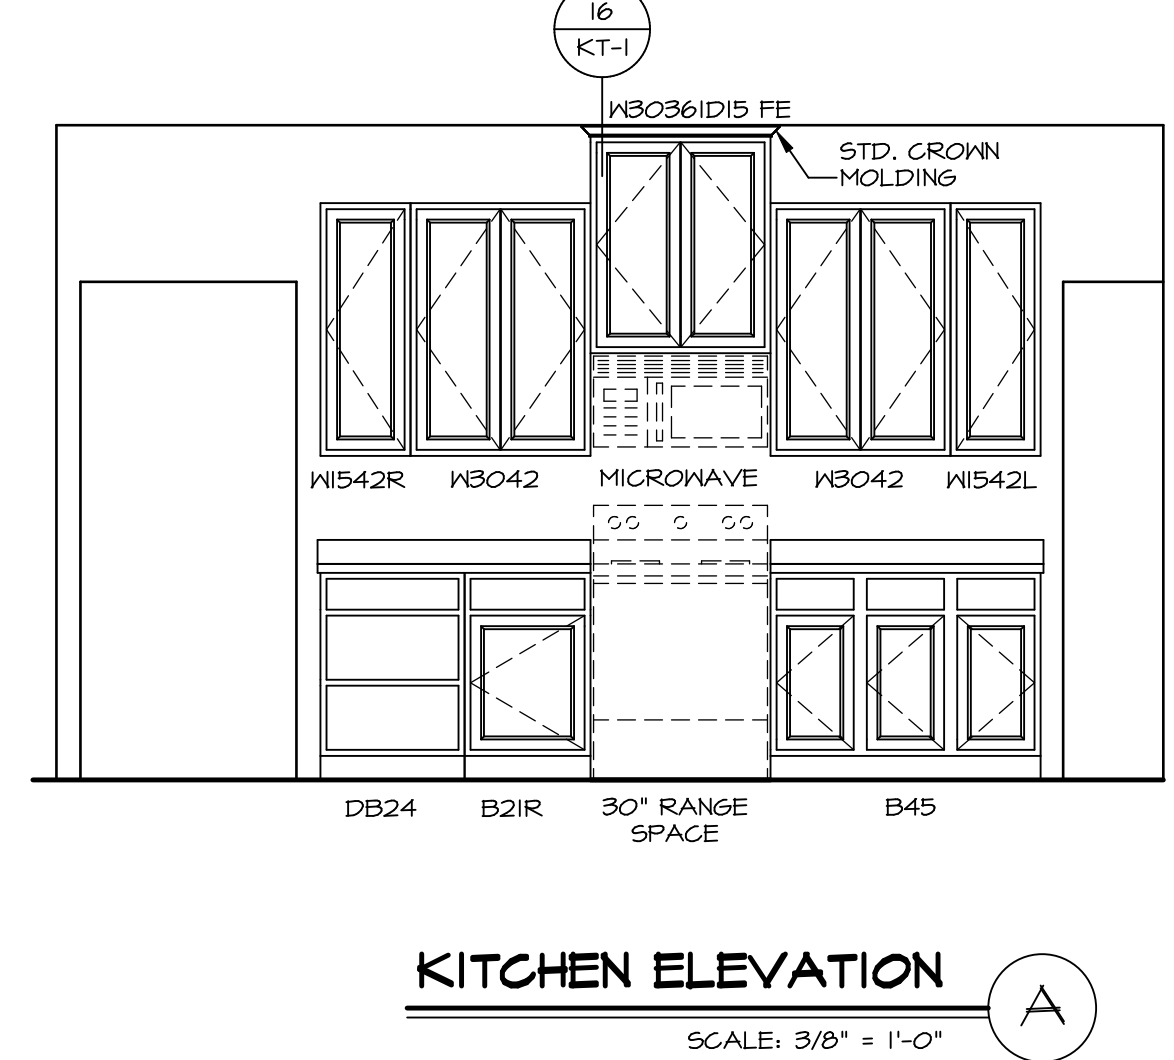 16
KT-1
W30361D15 FE
STD. CROWN
MOLDING
W1542R
W3042
MICROWAVE
W3042
W1542L
DB24
B21R
30" RANGE
SPACE
B45
KITCHEN ELEVATION
A
SCALE: 3/8" = 1'-0"